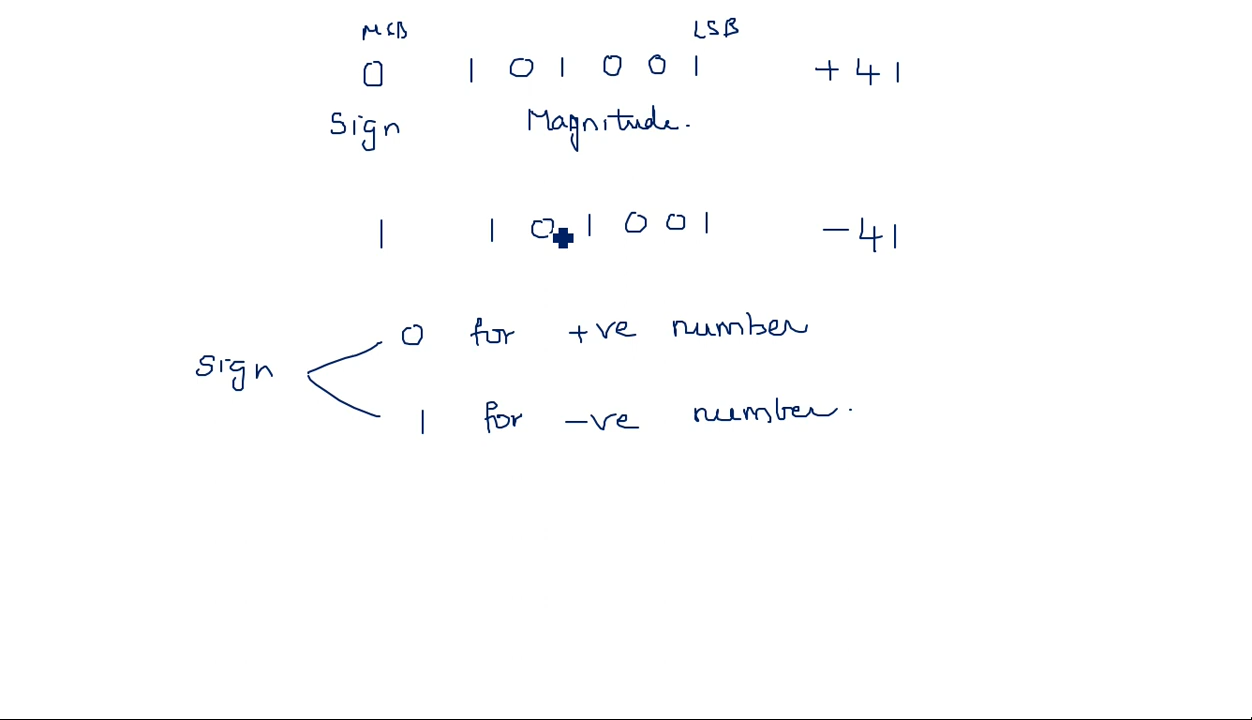 MSB LSB
0 1 0 1 0 0 1 +41
Sign Magnitude.
1 1 0 1 0 0 1 -41
0 for +ve number
Sign
1 for -ve number.